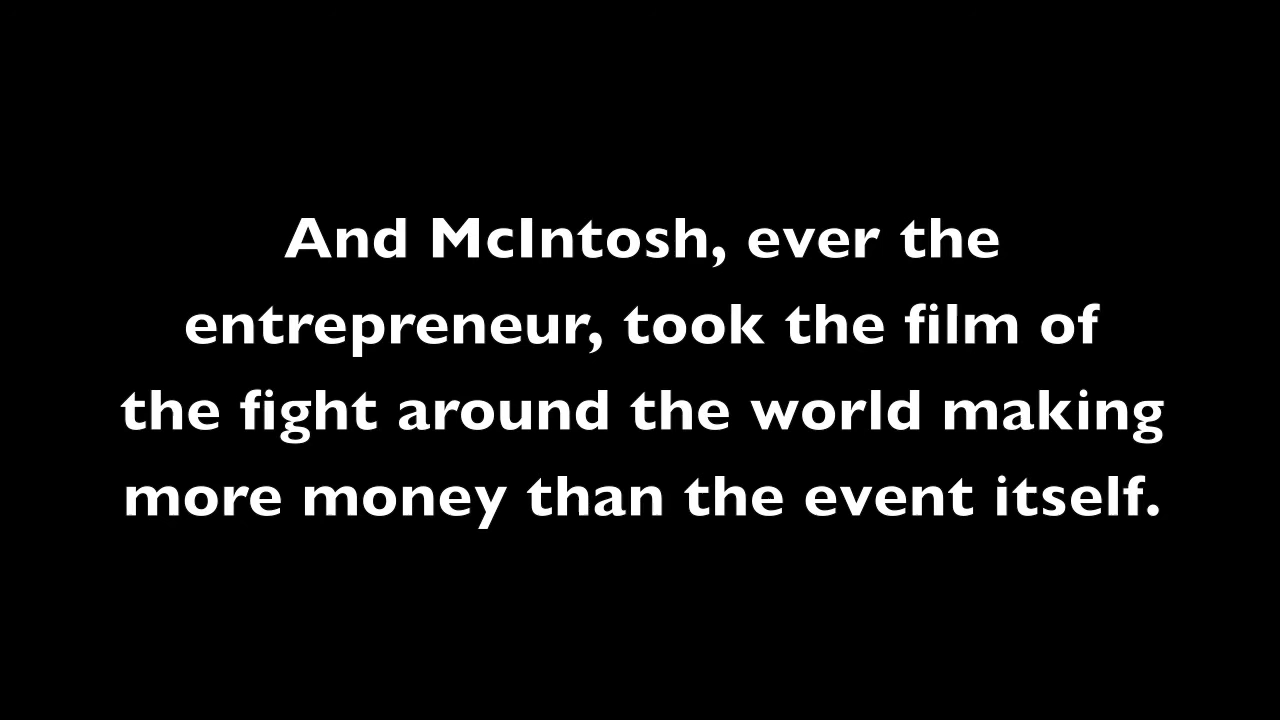 And McIntosh, ever the
entrepreneur, took the film of
the fight around the world making
more money than the event itself.